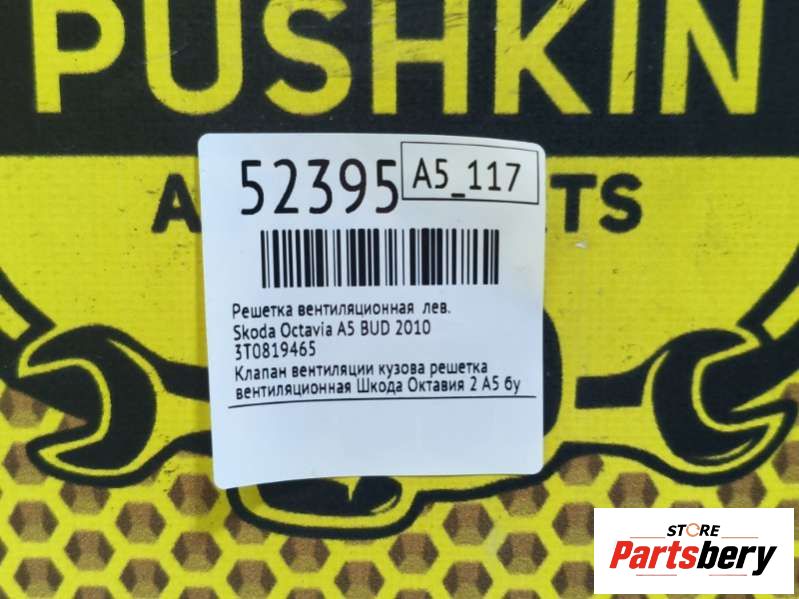 PUSHKIN
A TS
52395 A5_117
Решетка вентиляционная лев.
Skoda Octavia A5 BUD 2010
3T0819465
Клапан вентиляции кузова решетка
вентиляционная Шкода Октавия 2 А5 бу
STORE
Partsbery